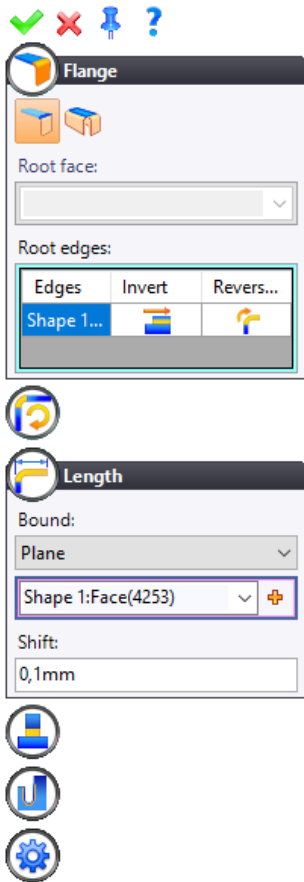 Flange
Root face:
Root edges:
Edges Invert Revers...
Shape 1...
Length
Bound:
Plane
Shape 1:Face(4253)
Shift:
0,1mm